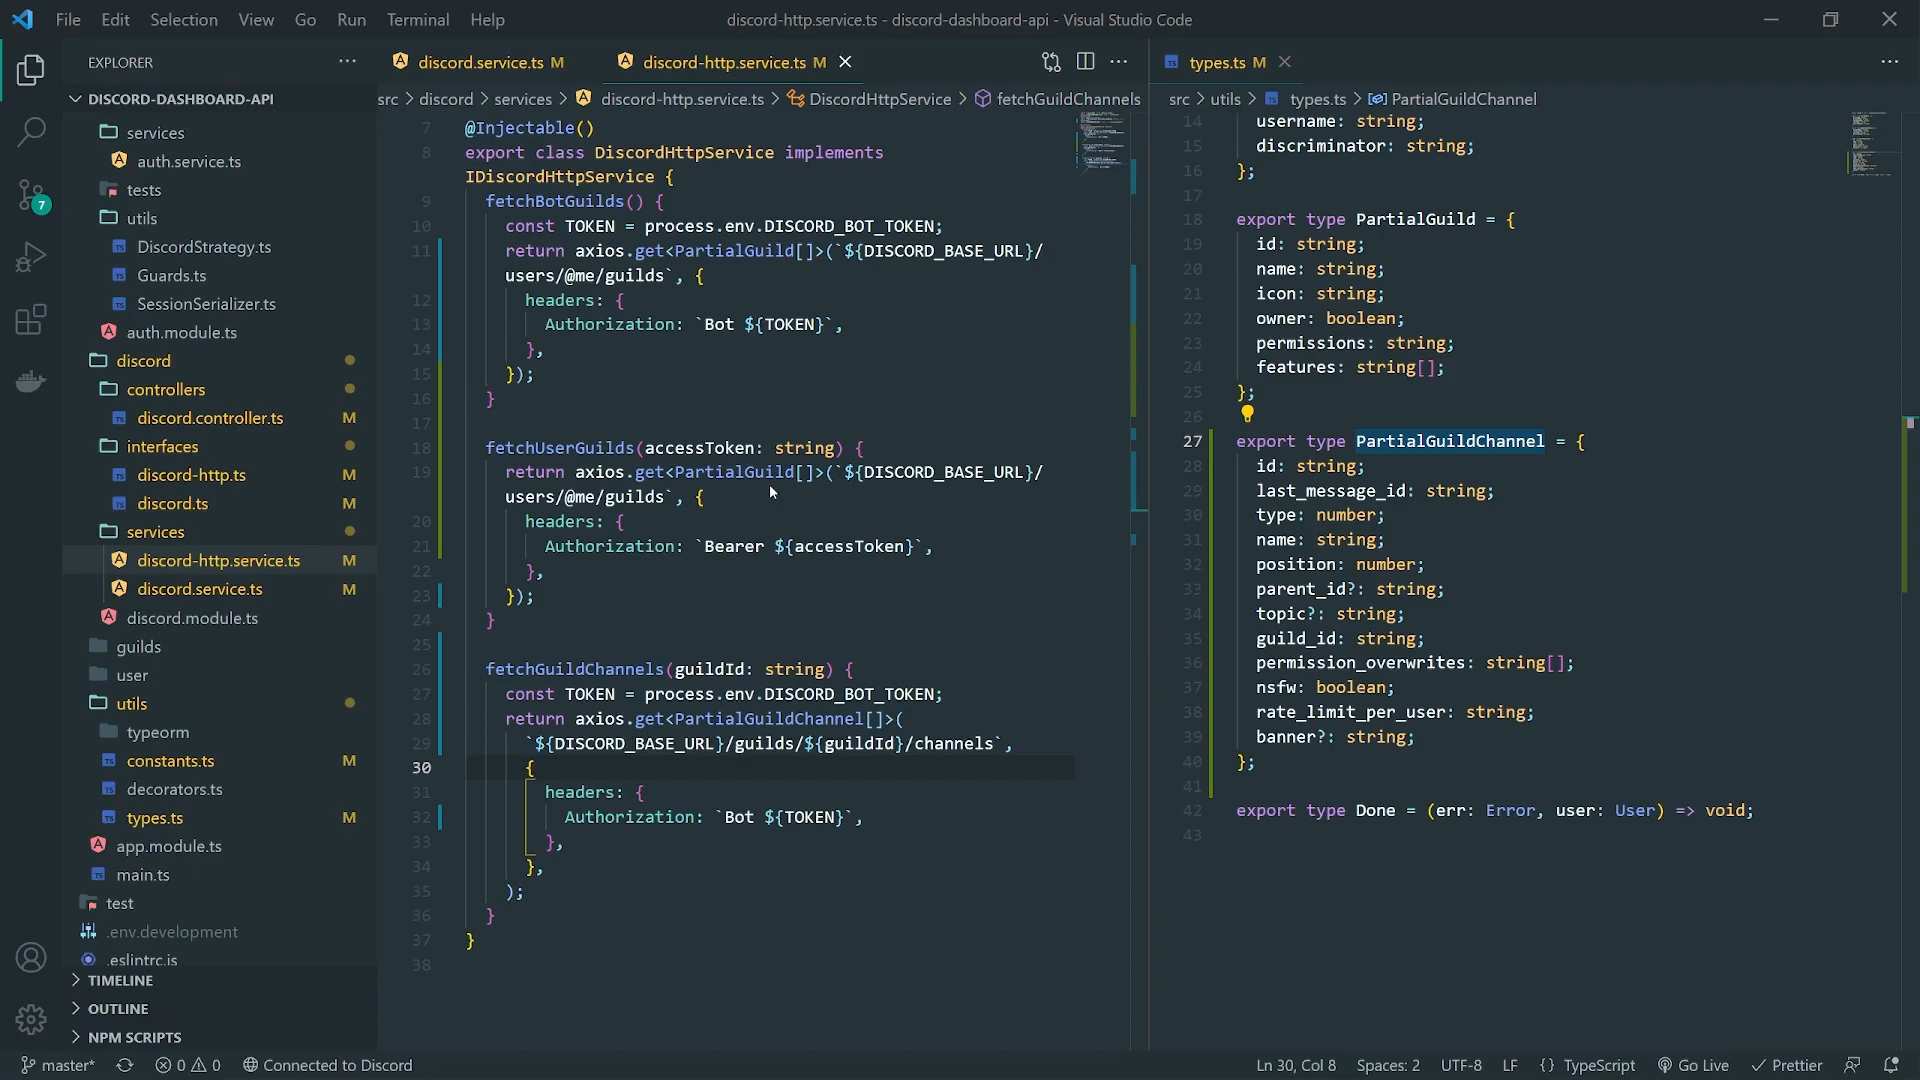 File Edit Selection View Go Run Terminal Help
discord-http.service.ts - discord-dashboard-api - Visual Studio Code
EXPLORER
DISCORD-DASHBOARD-API
services
auth.service.ts
tests
utils
DiscordStrategy.ts
Guards.ts
SessionSerializer.ts
auth.module.ts
discord
controllers
discord.controller.ts M
interfaces
discord-http.ts M
discord.ts M
services
discord-http.service.ts M
discord.service.ts M
discord.module.ts
guilds
user
utils
typeorm
constants.ts M
decorators.ts
types.ts M
app.module.ts
main.ts
test
.env.development
.eslintrc.js
TIMELINE
OUTLINE
NPM SCRIPTS
7
discord.service.ts M
discord-http.service.ts M
src > discord > services > discord-http.service.ts > DiscordHttpService > fetchGuildChannels
7 @Injectable()
8 export class DiscordHttpService implements
IDiscordHttpService {
9 fetchBotGuilds() {
10 const TOKEN = process.env.DISCORD_BOT_TOKEN;
11 return axios.get<PartialGuild[]>(`${DISCORD_BASE_URL}/
users/@me/guilds`, {
12 headers: {
13 Authorization: `Bot ${TOKEN}`,
14 },
15 });
16 }
17
18 fetchUserGuilds(accessToken: string) {
19 return axios.get<PartialGuild[]>(`${DISCORD_BASE_URL}/
users/@me/guilds`, {
20 headers: {
21 Authorization: `Bearer ${accessToken}`,
22 },
23 });
24 }
25
26 fetchGuildChannels(guildId: string) {
27 const TOKEN = process.env.DISCORD_BOT_TOKEN;
28 return axios.get<PartialGuildChannel[]>(
29 `${DISCORD_BASE_URL}/guilds/${guildId}/channels`,
30 {
31 headers: {
32 Authorization: `Bot ${TOKEN}`,
33 },
34 },
35 );
36 }
37 }
38
types.ts M
src > utils > types.ts > PartialGuildChannel
14 username: string;
15 discriminator: string;
16 };
17
18 export type PartialGuild = {
19 id: string;
20 name: string;
21 icon: string;
22 owner: boolean;
23 permissions: string;
24 features: string[];
25 };
26
27 export type PartialGuildChannel = {
28 id: string;
29 last_message_id: string;
30 type: number;
31 name: string;
32 position: number;
33 parent_id?: string;
34 topic?: string;
35 guild_id: string;
36 permission_overwrites: string[];
37 nsfw: boolean;
38 rate_limit_per_user: string;
39 banner?: string;
40 };
41
42 export type Done = (err: Error, user: User) => void;
43
master* 0 0 Connected to Discord
Ln 30, Col 8 Spaces: 2 UTF-8 LF {} TypeScript Go Live Prettier